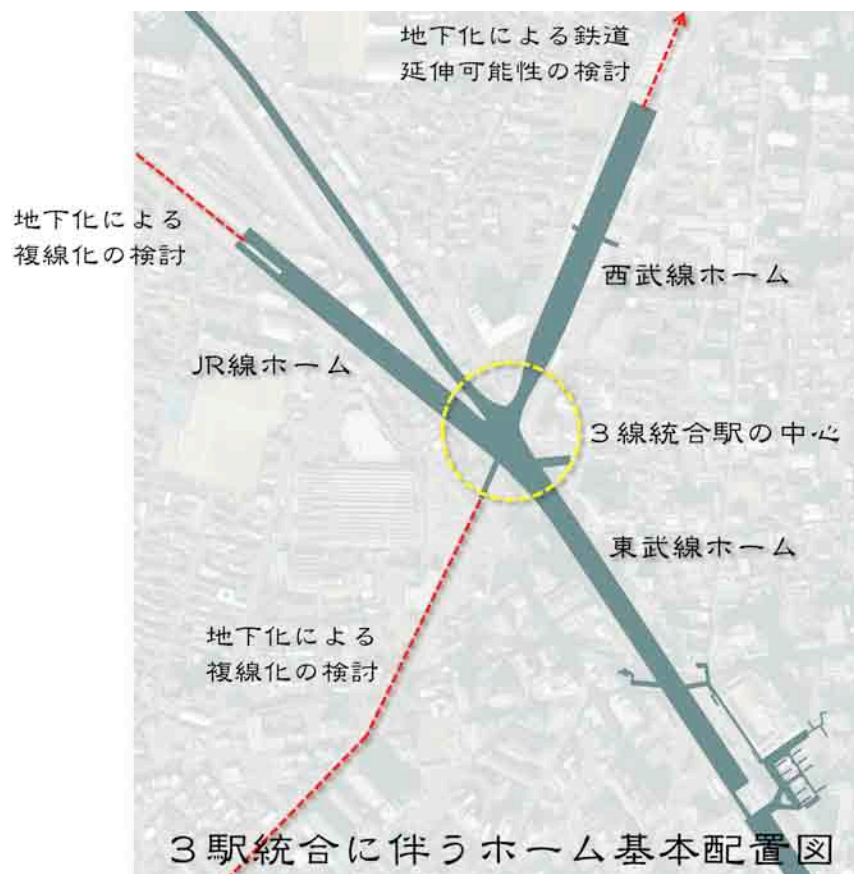 地下化による鉄道
延伸可能性の検討
地下化による
複線化の検討
西武線ホーム
JR線ホーム
3線統合駅の中心
東武線ホーム
地下化による
複線化の検討
3駅統合に伴うホーム基本配置図